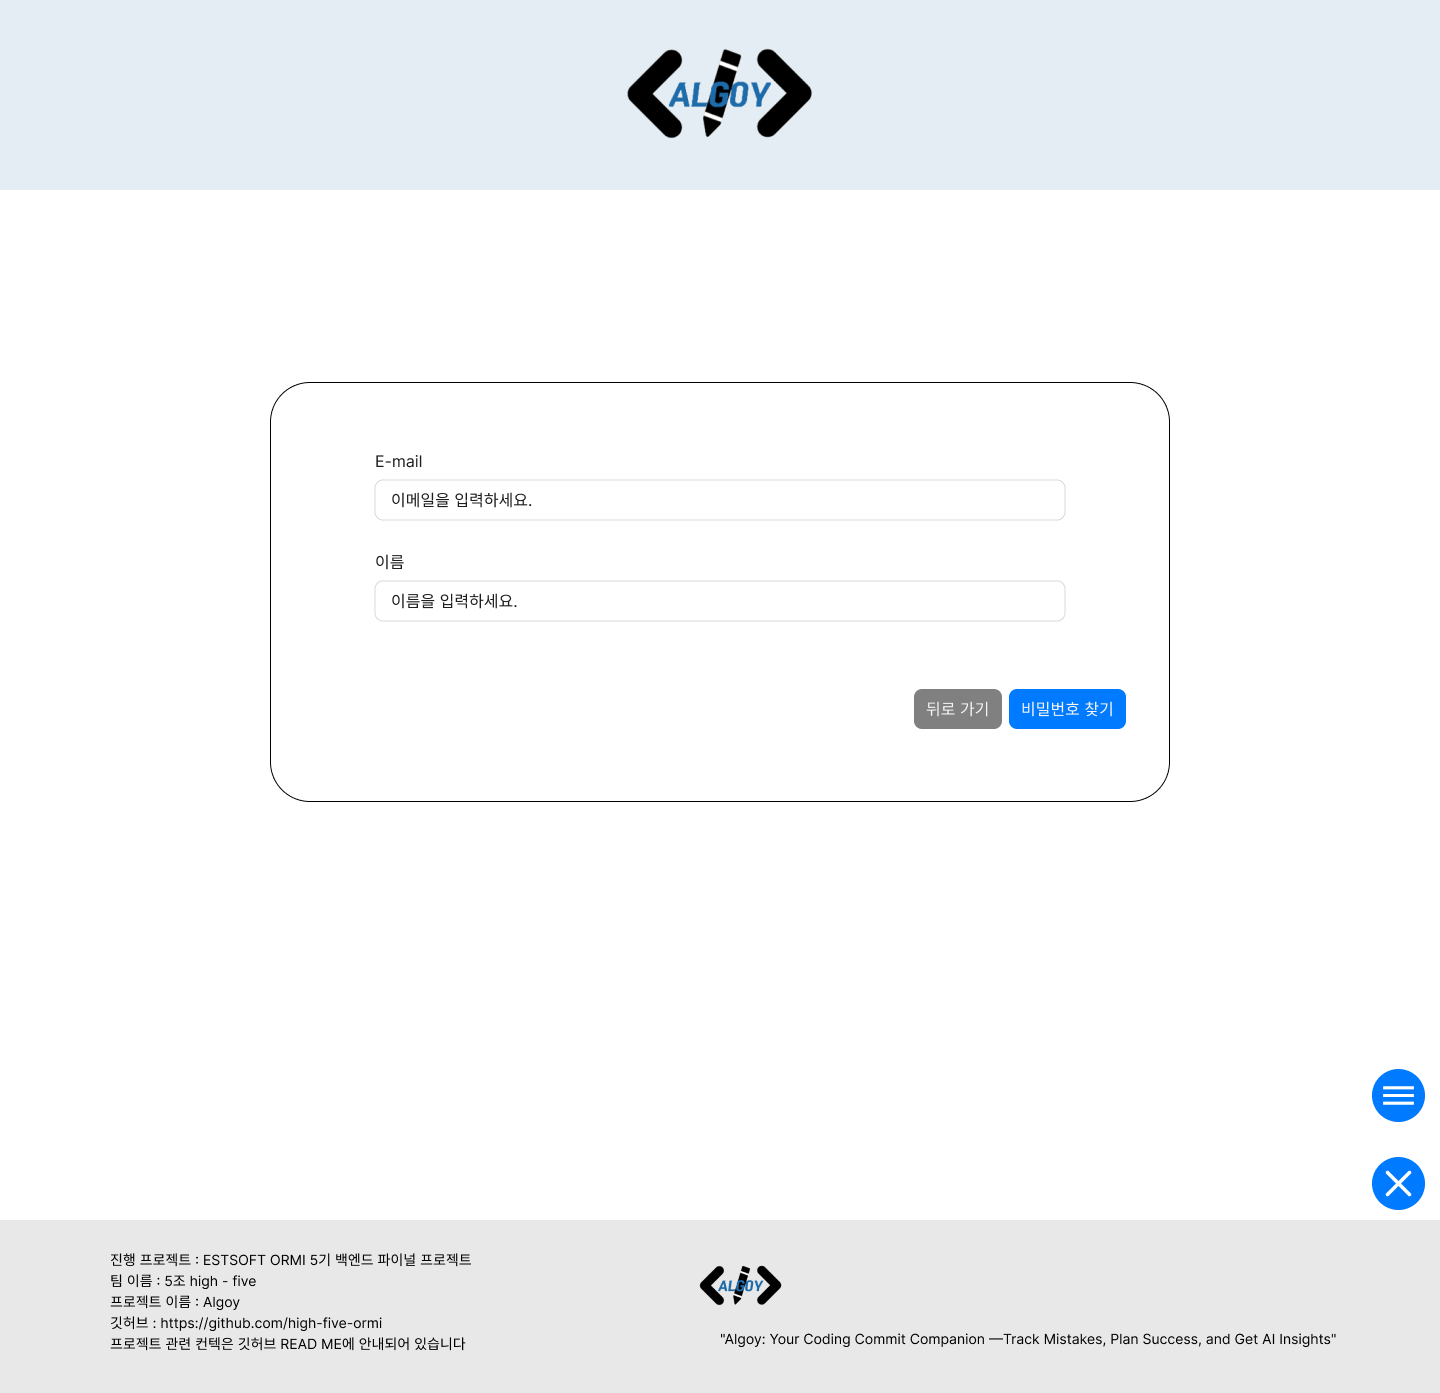 ALGOY
E-mail
이메일을 입력하세요.
이름
이름을 입력하세요.
뒤로 가기
비밀번호 찾기
진행 프로젝트 : ESTSOFT ORMI 5기 백엔드 파이널 프로젝트
팀 이름 : 5조 high - five
프로젝트 이름 : Algoy
깃허브 : https://github.com/high-five-ormi
프로젝트 관련 컨텍은 깃허브 READ ME에 안내되어 있습니다
ALGOY
"Algoy: Your Coding Commit Companion —Track Mistakes, Plan Success, and Get AI Insights"